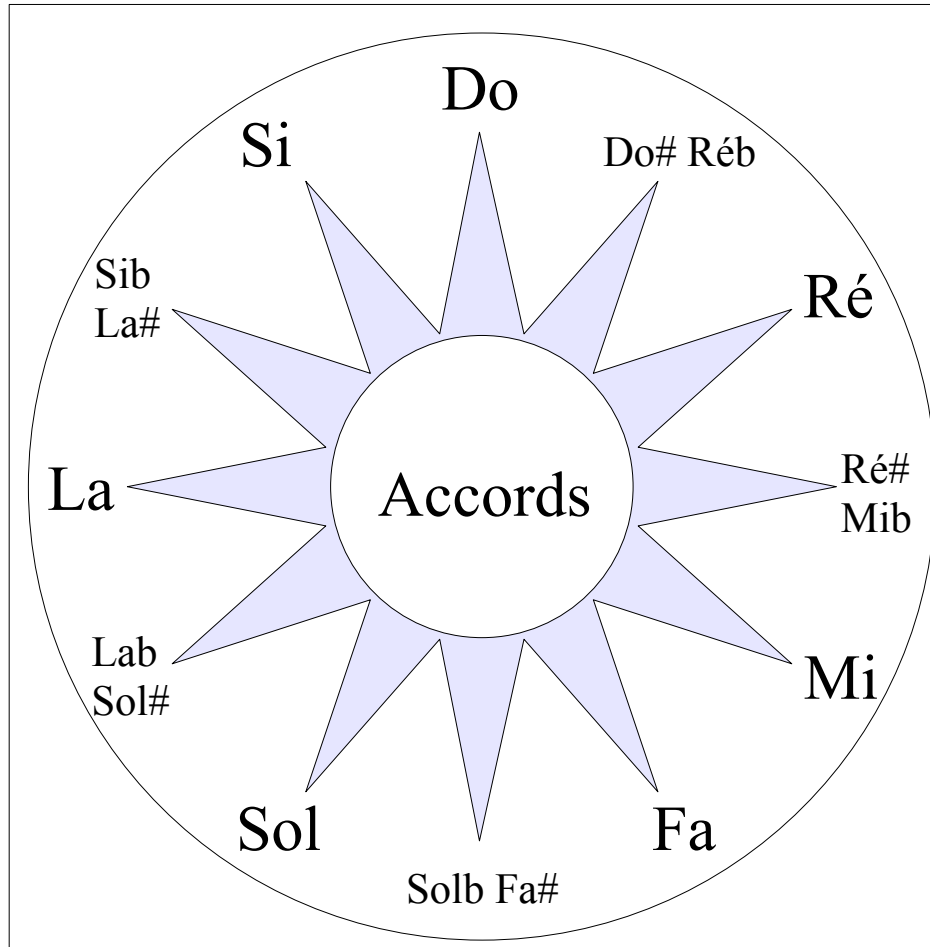 Do
Do# Réb
Si
Ré
Sib
La#
Ré#
Mib
La
Accords
Lab
Sol#
Mi
Sol
Fa
Solb Fa#